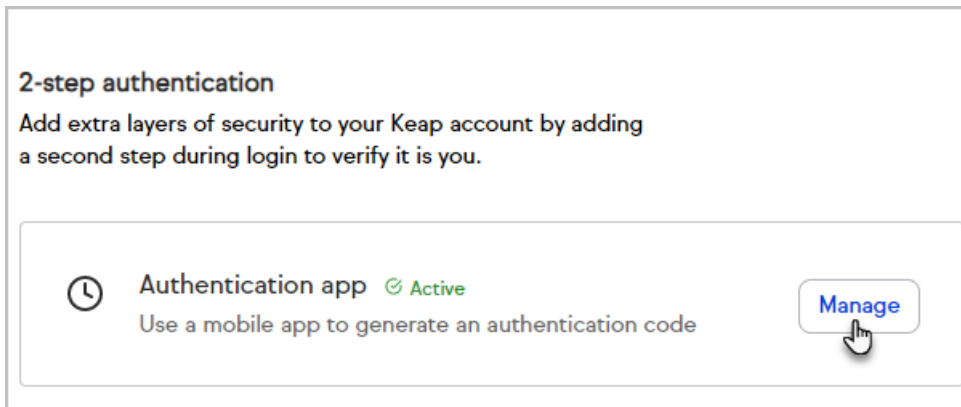 2-step authentication
Add extra layers of security to your Keap account by adding
a second step during login to verify it is you.
Authentication app Active
Use a mobile app to generate an authentication code
Manage